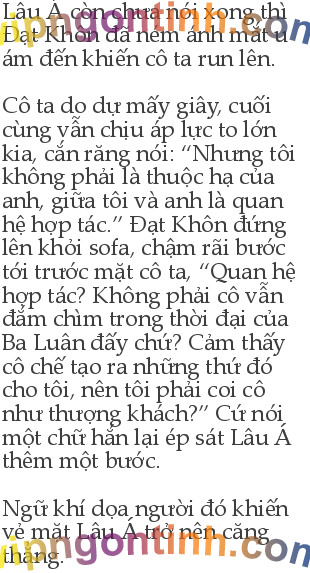 Lâu Á còn chưa nói xong thì
Đạt Khôn đã ném ánh mắt u
ám đến khiến cô ta run lên.
Cô ta do dự mấy giây, cuối
cùng vẫn chịu áp lực to lớn
kia, cắn răng nói: “Nhưng tôi
không phải là thuộc hạ của
anh, giữa tôi và anh là quan
hệ hợp tác.” Đạt Khôn đứng
lên khỏi sofa, chậm rãi bước
tới trước mặt cô ta, “Quan hệ
hợp tác? Không phải cô vẫn
đắm chìm trong thời đại của
Ba Luân đấy chứ? Cảm thấy
cô chế tạo ra những thứ đó
cho tôi, nên tôi phải coi cô
như thượng khách?” Cứ nói
một chữ hắn lại ép sát Lâu Á
thêm một bước.
Ngữ khí dọa người đó khiến
vẻ mặt Lâu Á trở nên căng
thẳng.